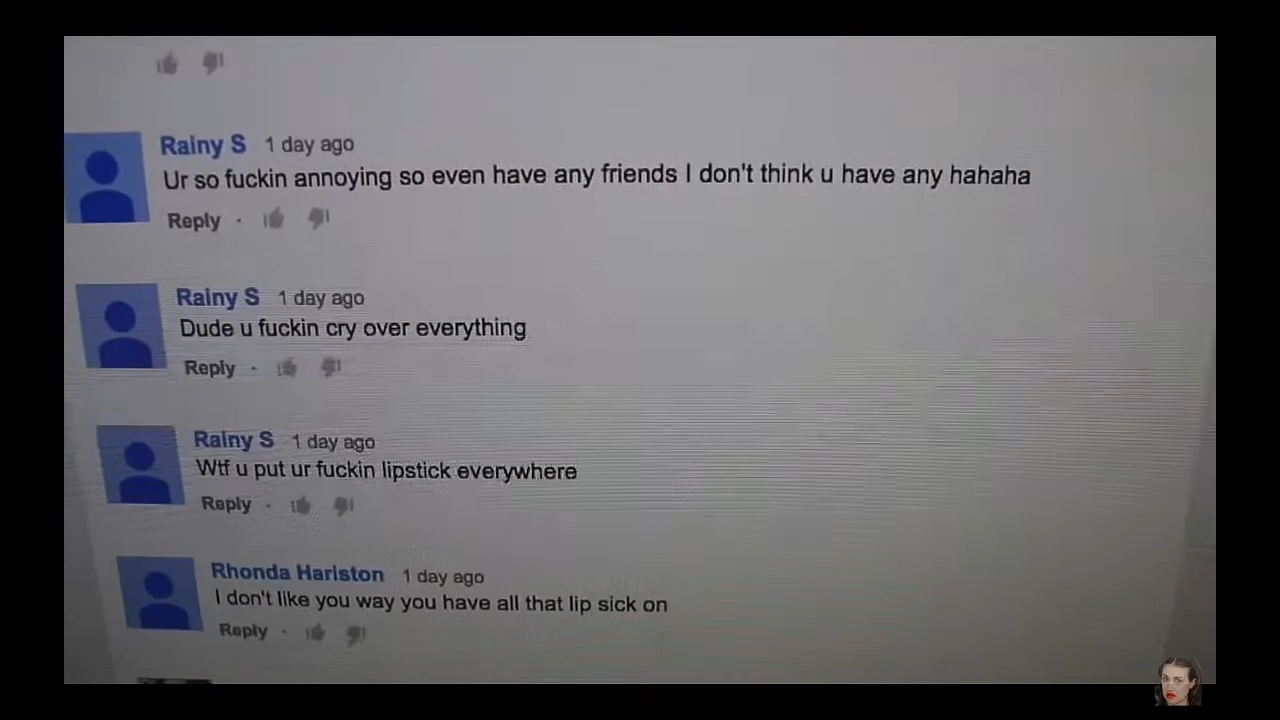 Rainy S 1 day ago
Ur so fuckin annoying so even have any friends I don't think u have any hahaha
Reply ·
Rainy S 1 day ago
Dude u fuckin cry over everything
Reply ·
Rainy S 1 day ago
Wtf u put ur fuckin lipstick everywhere
Reply ·
Rhonda Hariston 1 day ago
I don't like you way you have all that lip sick on
Reply ·